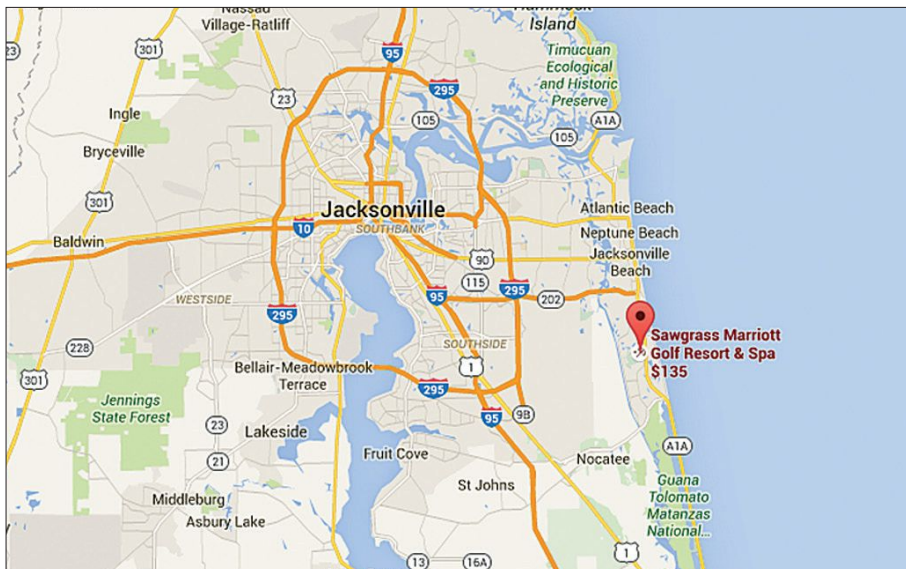 Nassau
Village-Ratliff
Hammock
Island
95
301
23
Timucuan
Ecological
and Historic
Preserve
295
23
Ingle
105
A1A
105
Bryceville
301
Jacksonville
Atlantic Beach
SOUTHBANK
10
Neptune Beach
Baldwin
90
Jacksonville
Beach
115
WESTSIDE
95
295
202
295
Sawgrass Marriott
Golf Resort & Spa
$135
228
SOUTHSIDE
1
301
Bellair-Meadowbrook
Terrace
295
Jennings
State Forest
95
9B
23
Lakeside
A1A
Fruit Cove
Nocatee
21
St Johns
Guana
Tolomato
Matanzas
National...
Middleburg
Asbury Lake
1
13
16A